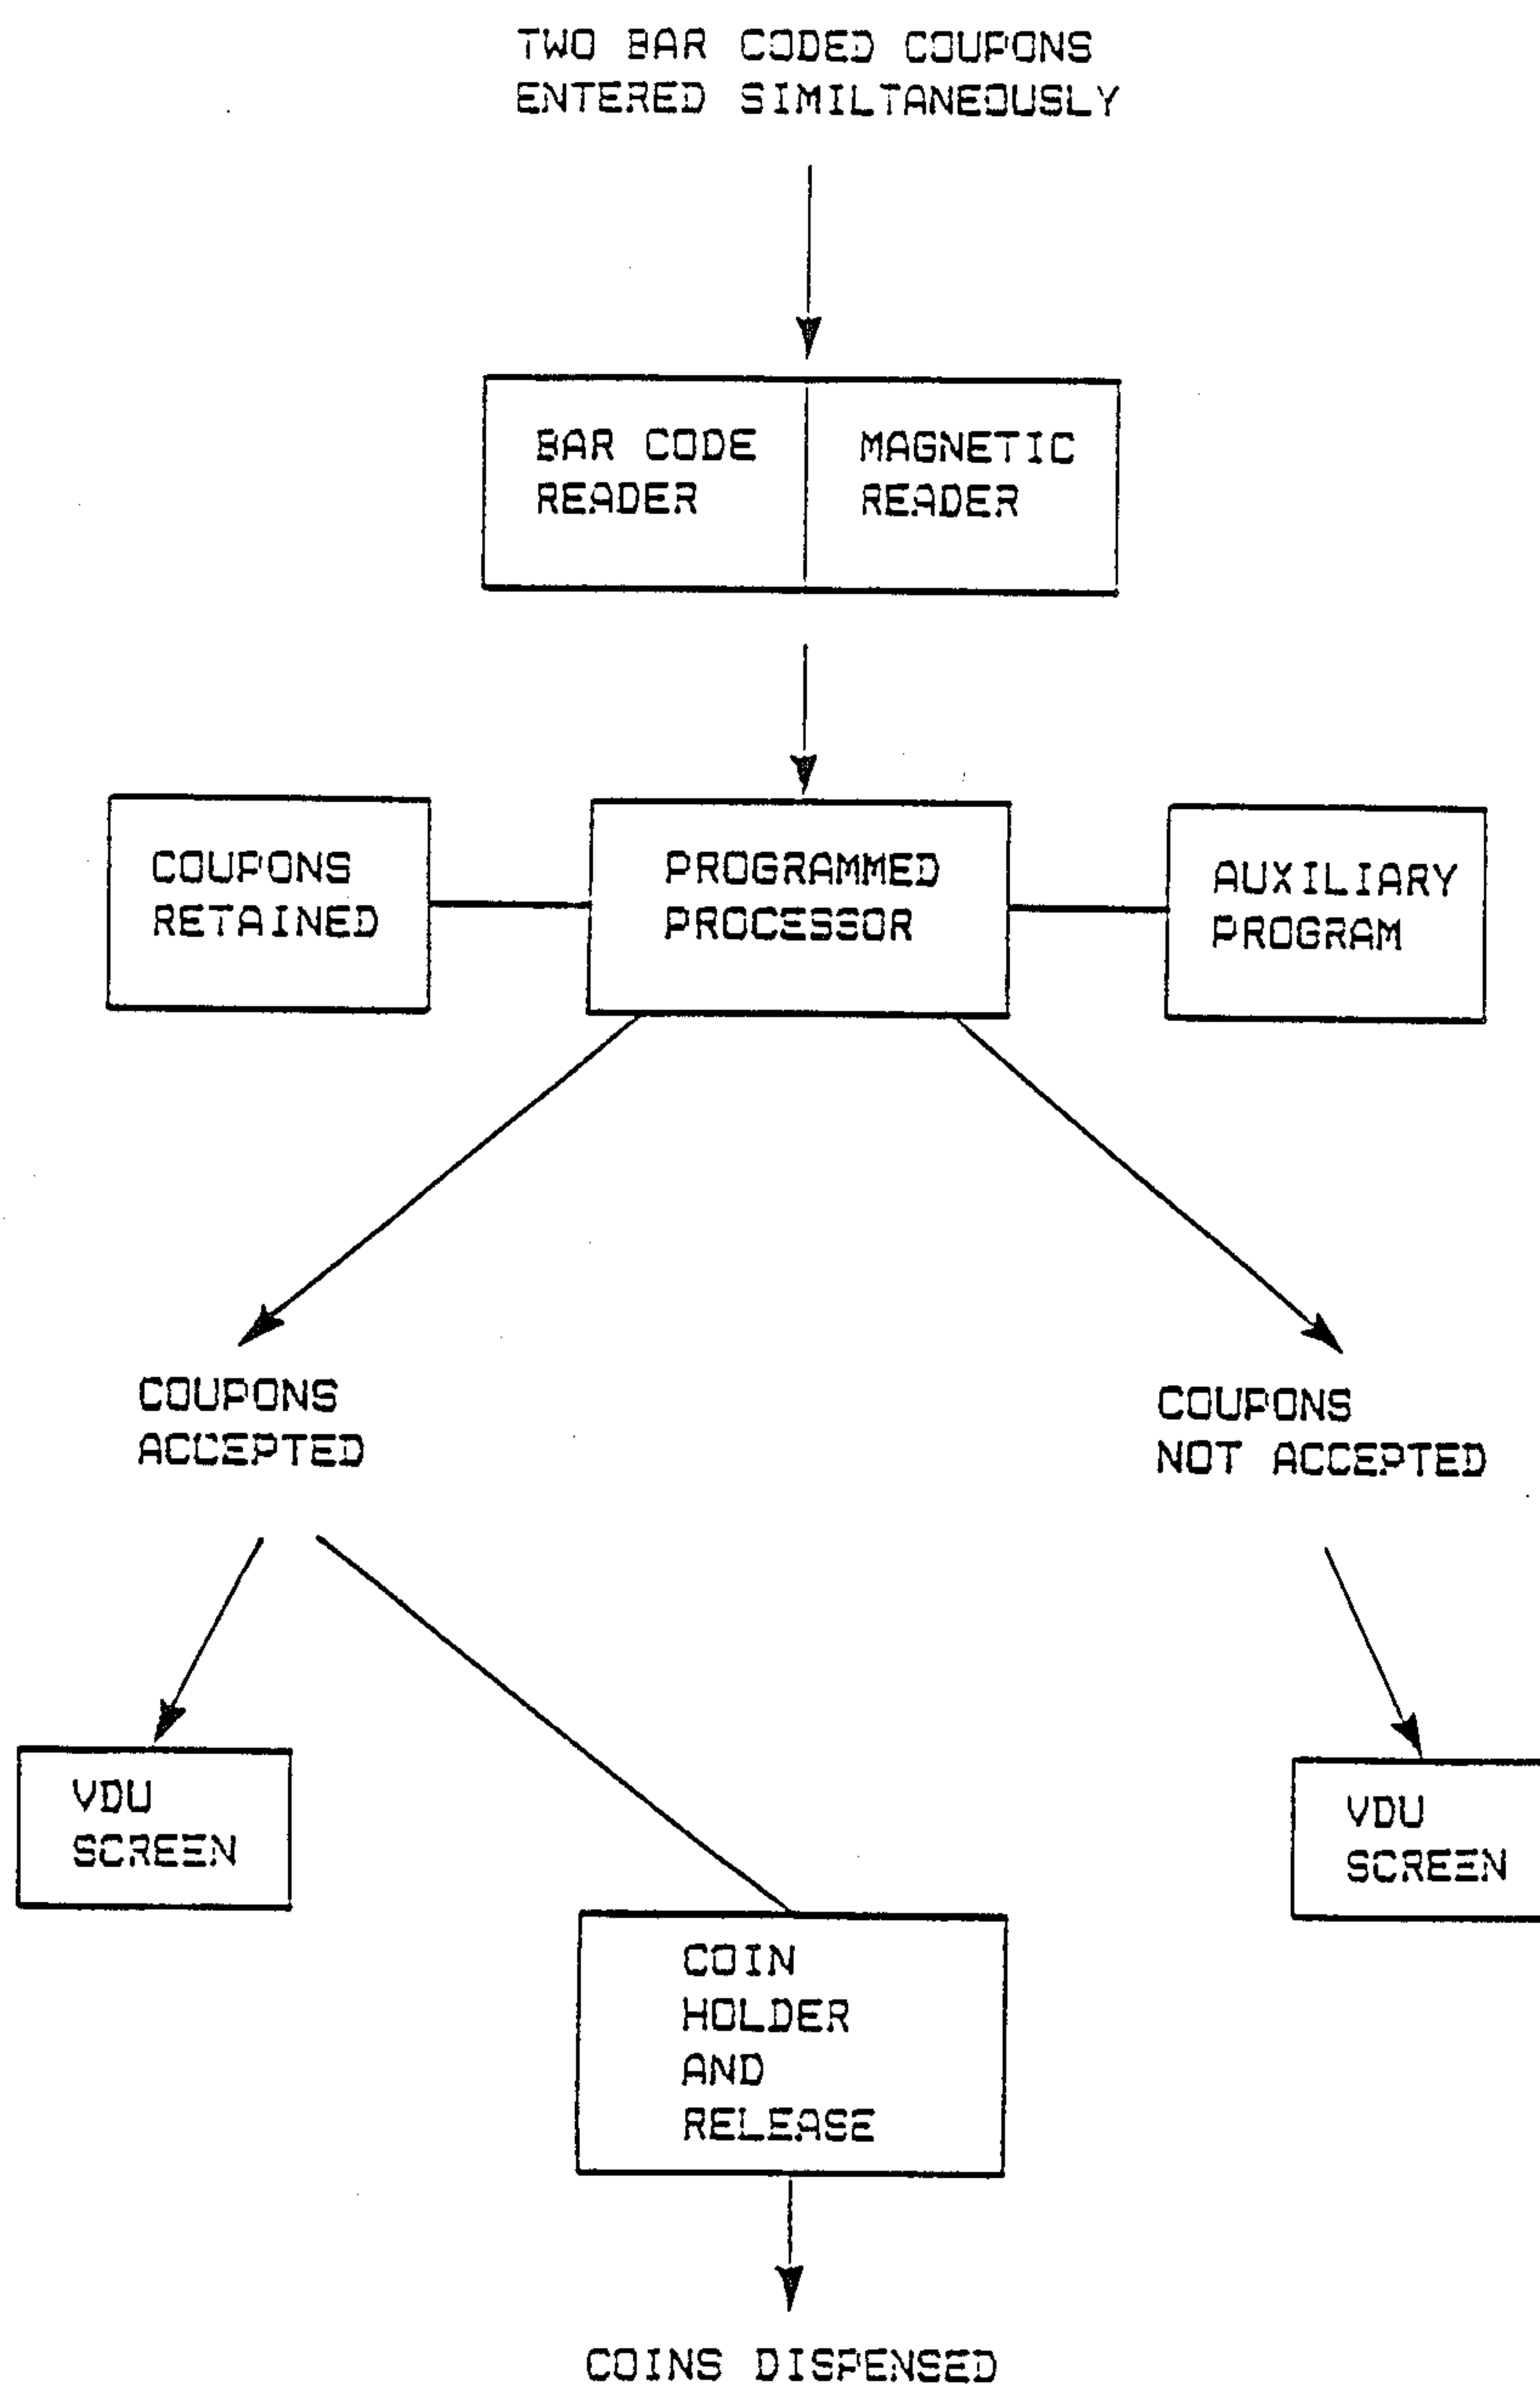 TWO BAR CODED COUPONS
ENTERED SIMILTANEOUSLY
BAR CODE
READER
MAGNETIC
READER
COUPONS
RETAINED
PROGRAMMED
PROCESSOR
AUXILIARY
PROGRAM
COUPONS
ACCEPTED
COUPONS
NOT ACCEPTED
VDU
SCREEN
VDU
SCREEN
COIN
HOLDER
AND
RELEASE
COINS DISPENSED